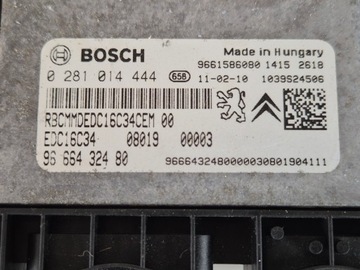 BOSCH
Made in Hungary
9661586080 1415 2618
0 281 014 444 658 11-02-10 1039S24506
RBCMMDEDC16C34CEM 00
EDC16C34 08019 00003
96 664 324 80
9666432480000030801904111